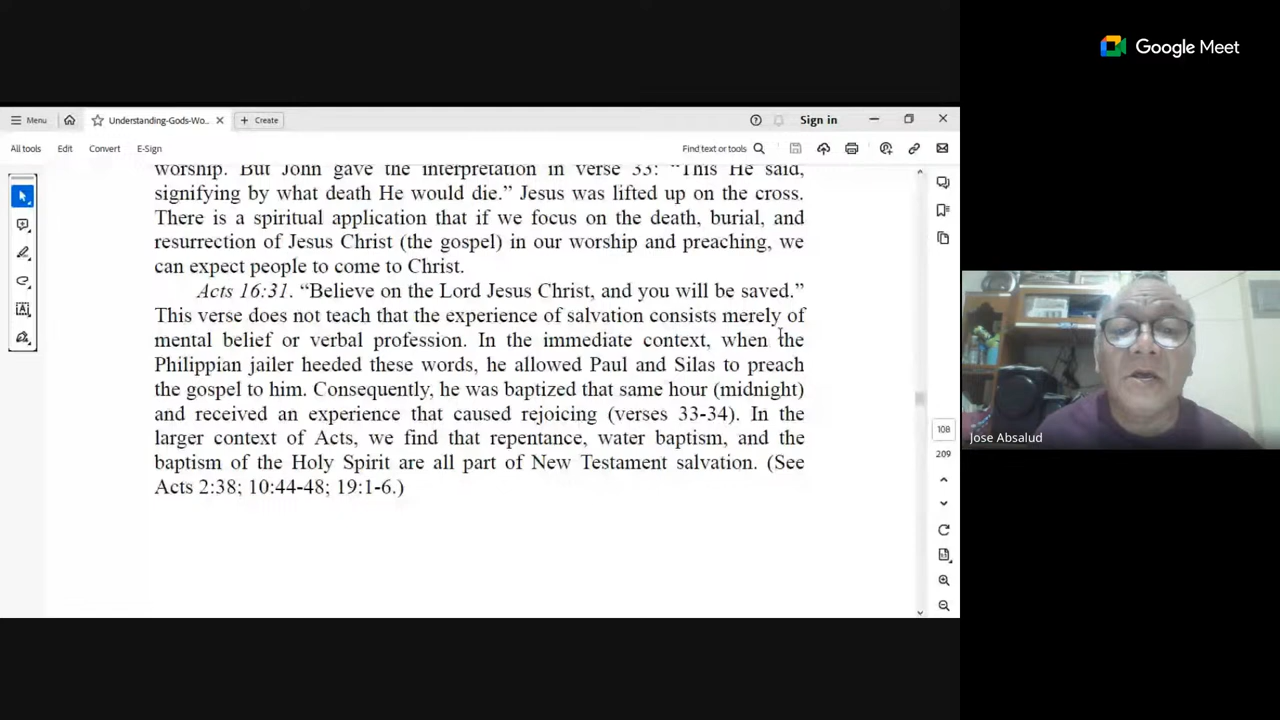 Google Meet
Menu
Understanding-Gods-Wo...
Create
Sign in
All tools
Edit
Convert
E-Sign
Find text or tools
worship. But John gave the interpretation in verse 33: “This He said,
signifying by what death He would die.” Jesus was lifted up on the cross.
There is a spiritual application that if we focus on the death, burial, and
resurrection of Jesus Christ (the gospel) in our worship and preaching, we
can expect people to come to Christ.
Acts 16:31. “Believe on the Lord Jesus Christ, and you will be saved.”
This verse does not teach that the experience of salvation consists merely of
mental belief or verbal profession. In the immediate context, when the
Philippian jailer heeded these words, he allowed Paul and Silas to preach
the gospel to him. Consequently, he was baptized that same hour (midnight)
and received an experience that caused rejoicing (verses 33-34). In the
larger context of Acts, we find that repentance, water baptism, and the
baptism of the Holy Spirit are all part of New Testament salvation. (See
Acts 2:38; 10:44-48; 19:1-6.)
108
209
Jose Absalud